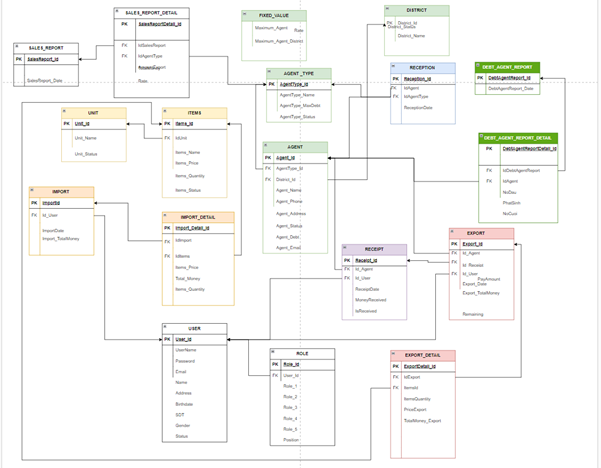 SALES_REPORT_DETAIL
PK SalesReportDetail_Id
FK IdSalesReport
FK IdAgentType
Rate
FIXED_VALUE
Maximum_Agent
Rate
Maximum_Agent_District
DISTRICT
PK District_Id
District_Status
District_Name
SALES_REPORT
PK SalesReport_Id
SalesReport_Date
AGENT_TYPE
PK AgentType_Id
AgentType_Name
AgentType_MaxDebt
AgentType_Status
RECEPTION
PK Reception_Id
FK IdAgent
FK IdAgentType
ReceptionDate
DEBT_AGENT_REPORT
PK DebtAgentReport_Id
DebtAgentReport_Date
UNIT
PK Unit_Id
Unit_Name
Unit_Status
ITEMS
PK Items_Id
FK IdUnit
Items_Name
Items_Price
Items_Quantity
Items_Status
AGENT
PK Agent_Id
FK AgentType_Id
FK District_Id
Agent_Name
Agent_Phone
Agent_Address
Agent_Status
Agent_Debt
Agent_Email
DEBT_AGENT_REPORT_DETAIL
PK DebtAgentReportDetail_Id
FK IdDebtAgentReport
FK IdAgent
NoDau
PhatSinh
NoCuoi
IMPORT
PK ImportId
FK Id_User
ImportDate
Import_TotalMoney
IMPORT_DETAIL
PK Import_Detail_Id
FK IdImport
FK IdItems
Items_Price
Total_Money
Items_Quantity
RECEIPT
PK Receipt_Id
FK Id_Agent
FK Id_User
ReceiptDate
MoneyReceived
IsReceived
EXPORT
PK Export_Id
FK Id_Agent
FK Id_Receipt
FK Id_User
PayAmount
Export_Date
Export_TotalMoney
Remaining
USER
PK User_Id
UserName
Password
Email
Name
Address
Birthdate
SDT
Gender
Status
ROLE
PK Role_Id
FK User_Id
Role_1
Role_2
Role_3
Role_4
Role_5
Position
EXPORT_DETAIL
PK ExportDetail_Id
FK IdExport
FK ItemsId
ItemsQuantity
PriceExport
TotalMoney_Export